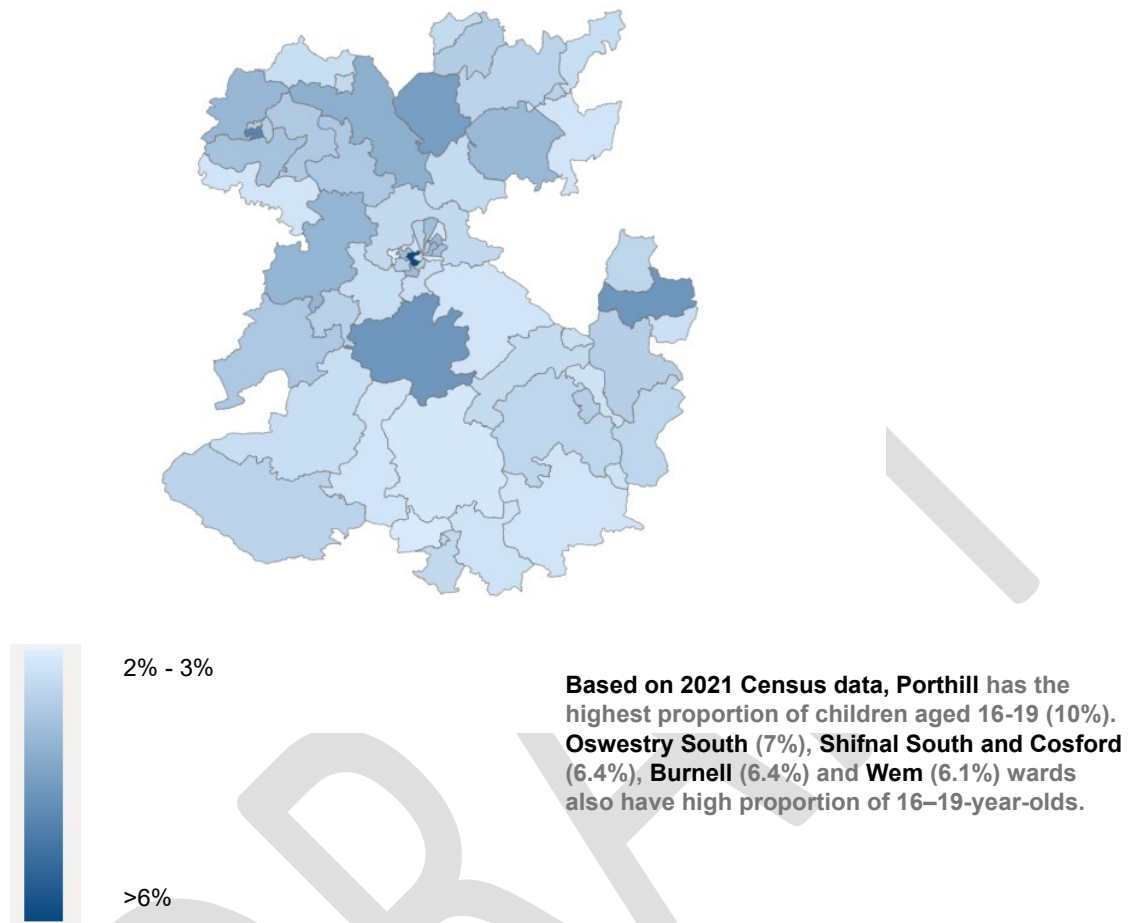 2% - 3%
Based on 2021 Census data, Porthill has the
highest proportion of children aged 16-19 (10%).
Oswestry South (7%), Shifnal South and Cosford
(6.4%), Burnell (6.4%) and Wem (6.1%) wards
also have high proportion of 16–19-year-olds.
>6%